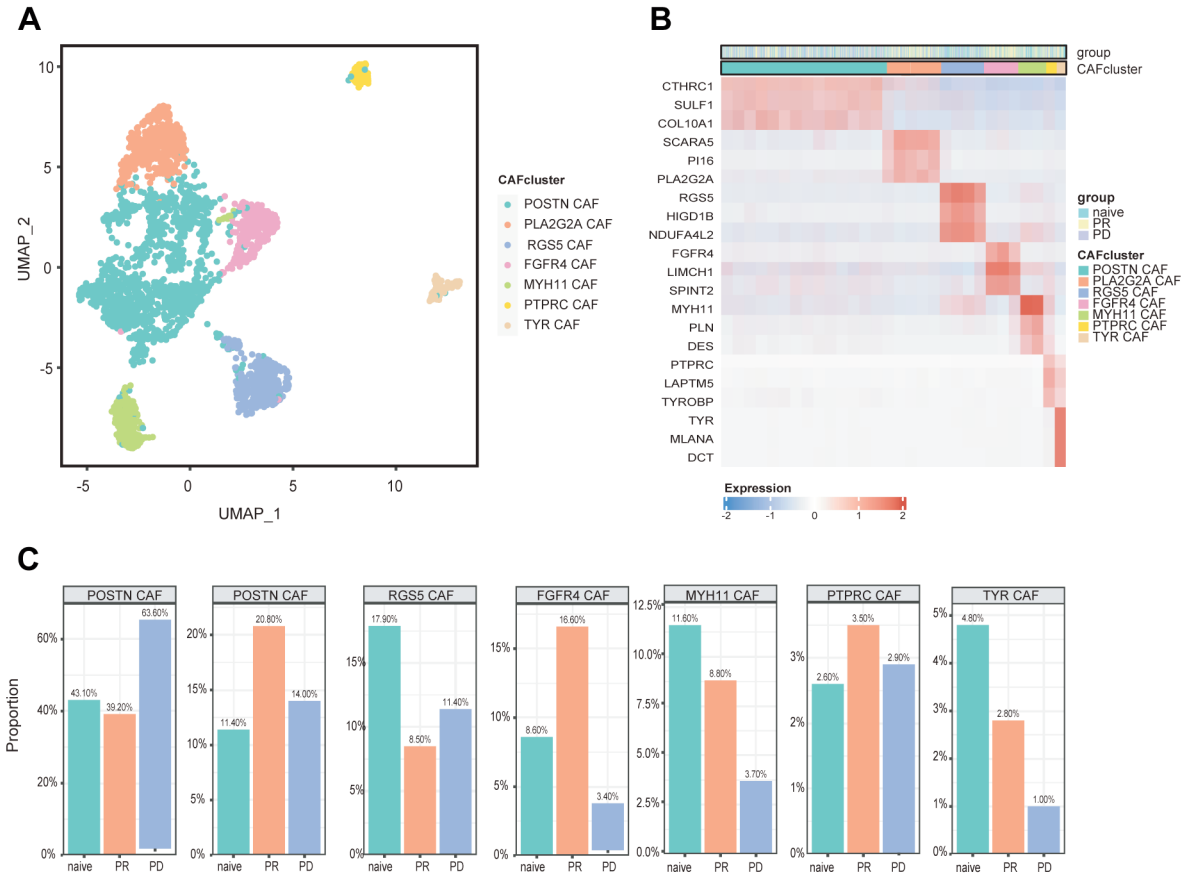 A
10
5
0
-5
UMAP_2
-5
0
5
10
UMAP_1
CAFcluster
POSTN CAF
PLA2G2A CAF
RGS5 CAF
FGFR4 CAF
MYH11 CAF
PTPRC CAF
TYR CAF
B
group
CAFcluster
CTHRC1
SULF1
COL10A1
SCARA5
PI16
PLA2G2A
RGS5
HIGD1B
NDUFA4L2
FGFR4
LIMCH1
SPINT2
MYH11
PLN
DES
PTPRC
LAPTM5
TYROBP
TYR
MLANA
DCT
group
naive
PR
PD
CAFcluster
POSTN CAF
PLA2G2A CAF
RGS5 CAF
FGFR4 CAF
MYH11 CAF
PTPRC CAF
TYR CAF
Expression
-2 -1 0 1 2
C
Proportion
POSTN CAF
60%
40%
20%
0%
43.10%
39.20%
63.60%
naive PR PD
POSTN CAF
20%
15%
10%
5%
0%
11.40%
20.80%
14.00%
naive PR PD
RGS5 CAF
15%
10%
5%
0%
17.90%
8.50%
11.40%
naive PR PD
FGFR4 CAF
15%
10%
5%
0%
8.60%
16.60%
3.40%
naive PR PD
MYH11 CAF
12.5%
10.0%
7.5%
5.0%
2.5%
0.0%
11.60%
8.80%
3.70%
naive PR PD
PTPRC CAF
3%
2%
1%
0%
2.60%
3.50%
2.90%
naive PR PD
TYR CAF
5%
4%
3%
2%
1%
0%
4.80%
2.80%
1.00%
naive PR PD